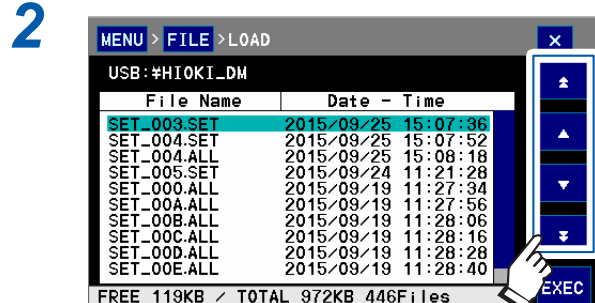 2
MENU > FILE >LOAD ×
USB:¥HIOKI_DM
File Name Date - Time
SET_003.SET 2015/09/25 15:07:36
SET_004.SET 2015/09/25 15:07:52
SET_004.ALL 2015/09/25 15:08:18
SET_005.SET 2015/09/24 11:21:28
SET_000.ALL 2015/09/19 11:27:34
SET_00A.ALL 2015/09/19 11:27:56
SET_00B.ALL 2015/09/19 11:28:06
SET_00C.ALL 2015/09/19 11:28:16
SET_00D.ALL 2015/09/19 11:28:28
SET_00E.ALL 2015/09/19 11:28:40
FREE 119KB / TOTAL 972KB 446Files EXEC